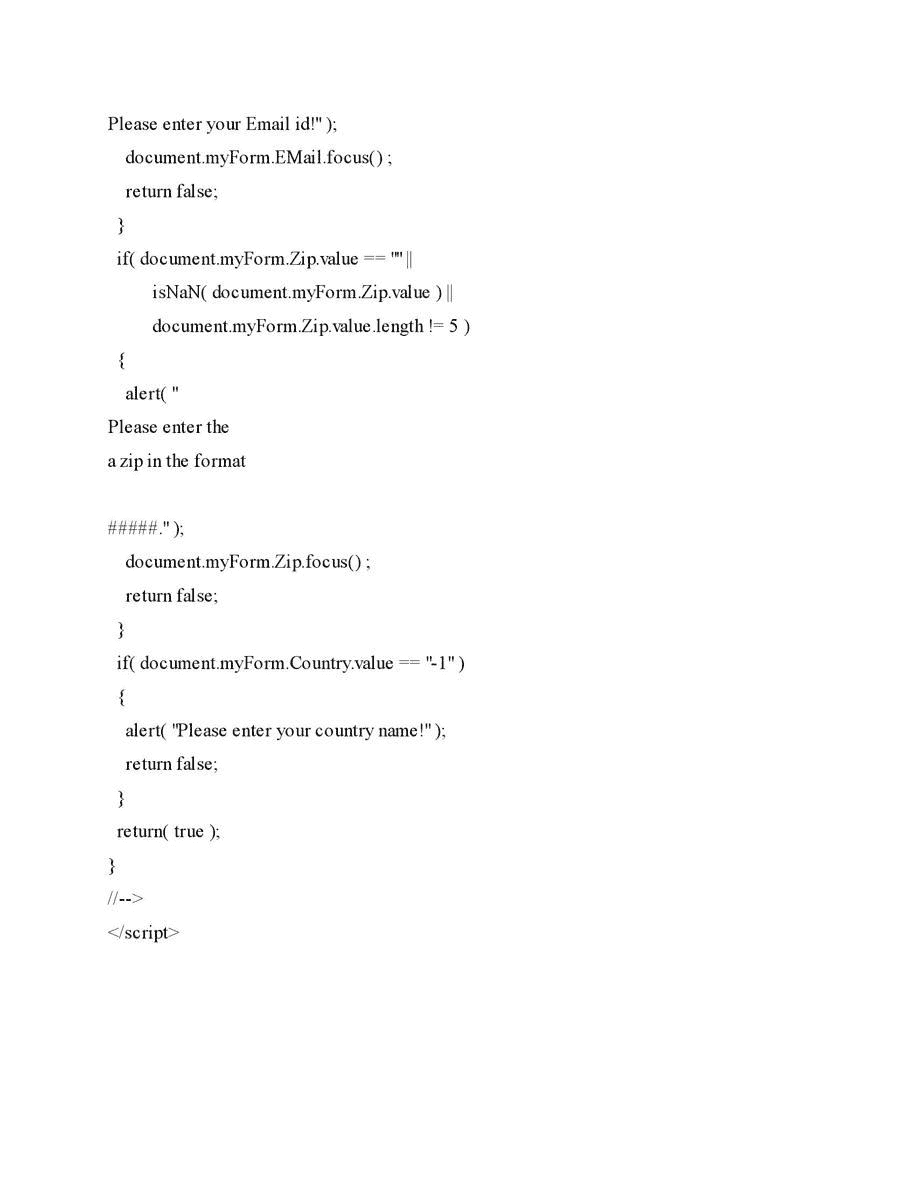 Please enter your Email id!" );
document.myForm.EMail.focus() ;
return false;
}
if( document.myForm.Zip.value == "" ||
isNaN( document.myForm.Zip.value ) ||
document.myForm.Zip.value.length != 5 )
{
alert( "
Please enter the
a zip in the format
#####." );
document.myForm.Zip.focus() ;
return false;
}
if( document.myForm.Country.value == "-1" )
{
alert( "Please enter your country name!" );
return false;
}
return( true );
}
//-->
</script>